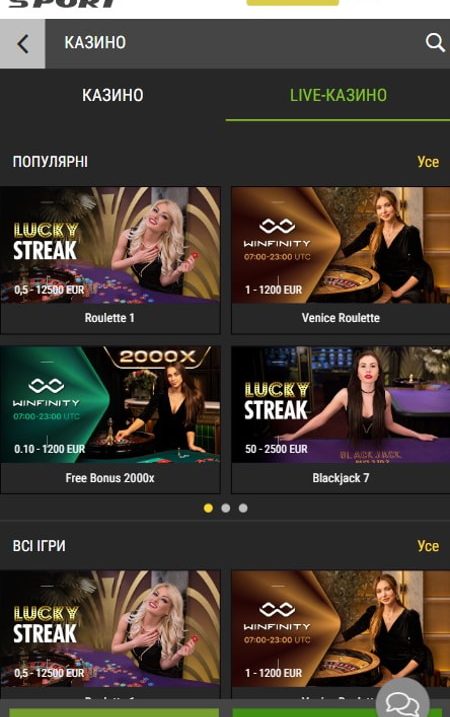 SPORT
КАЗИНО
КАЗИНО
LIVE-КАЗИНО
ПОПУЛЯРНІ
Усе
LUCKY
STREAK
0,5 - 12500 EUR
Roulette 1
WINFINITY
07:00-23:00 UTC
1 - 1200 EUR
Venice Roulette
WINFINITY
07:00-23:00 UTC
2000X
0.10 - 1200 EUR
Free Bonus 2000x
LUCKY
STREAK
BLACKJACK
50 - 2500 EUR
Blackjack 7
ВСІ ІГРИ
Усе
LUCKY
STREAK
0,5 - 12500 EUR
WINFINITY
07:00-23:00 UTC
1 - 1200 EUR